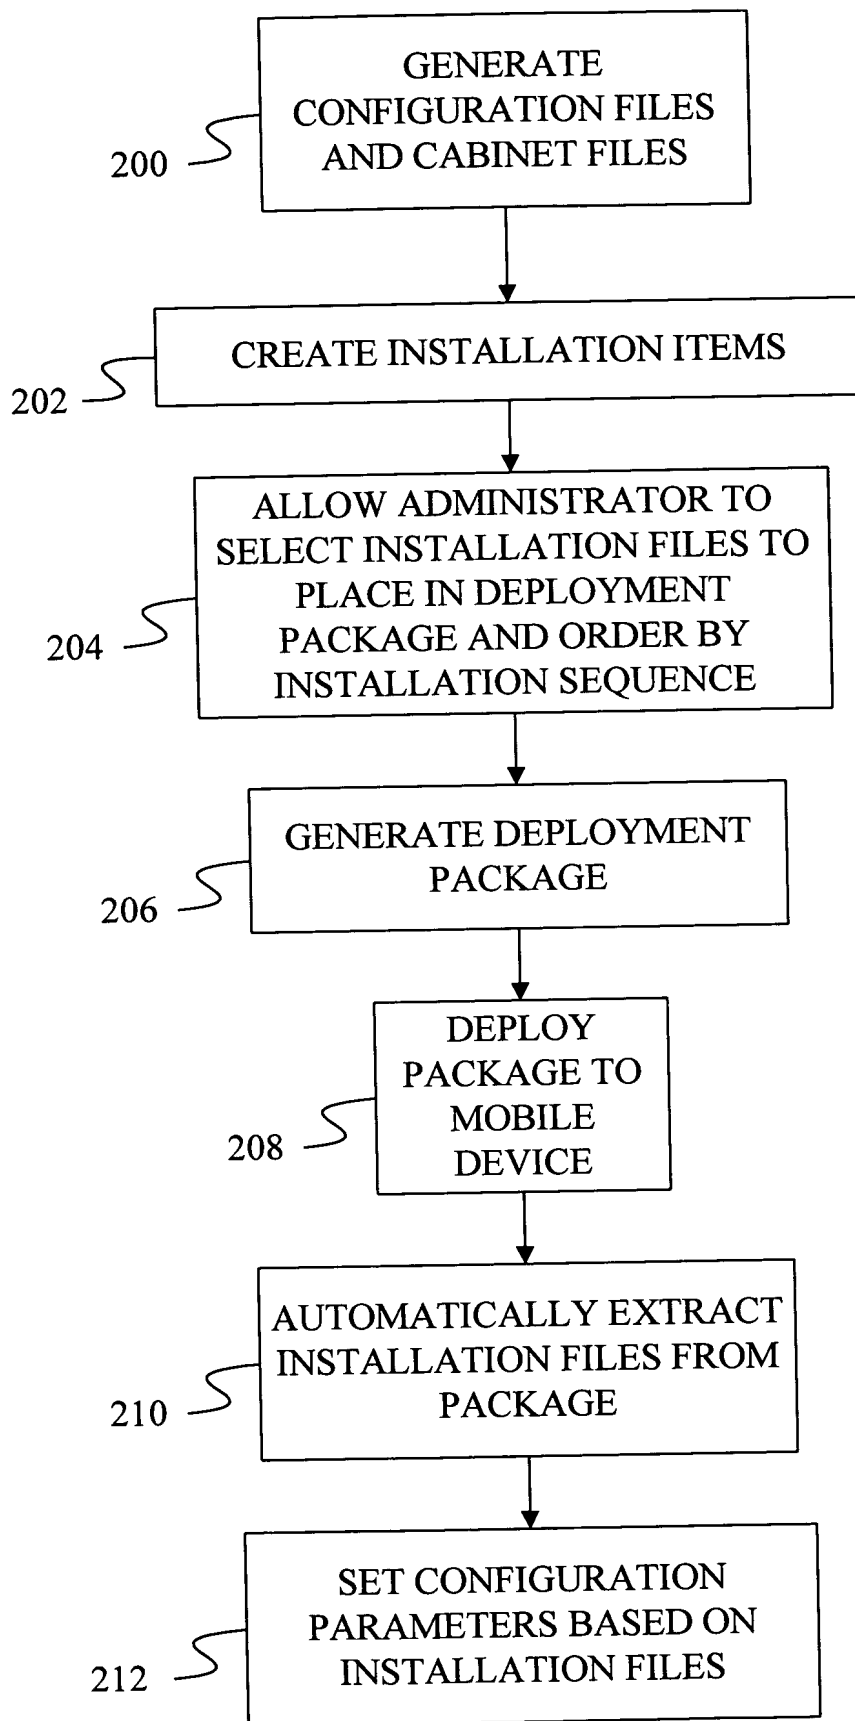 GENERATE
CONFIGURATION FILES
AND CABINET FILES
200
CREATE INSTALLATION ITEMS
202
ALLOW ADMINISTRATOR TO
SELECT INSTALLATION FILES TO
PLACE IN DEPLOYMENT
PACKAGE AND ORDER BY
INSTALLATION SEQUENCE
204
GENERATE DEPLOYMENT
PACKAGE
206
DEPLOY
PACKAGE TO
MOBILE
DEVICE
208
AUTOMATICALLY EXTRACT
INSTALLATION FILES FROM
PACKAGE
210
SET CONFIGURATION
PARAMETERS BASED ON
INSTALLATION FILES
212